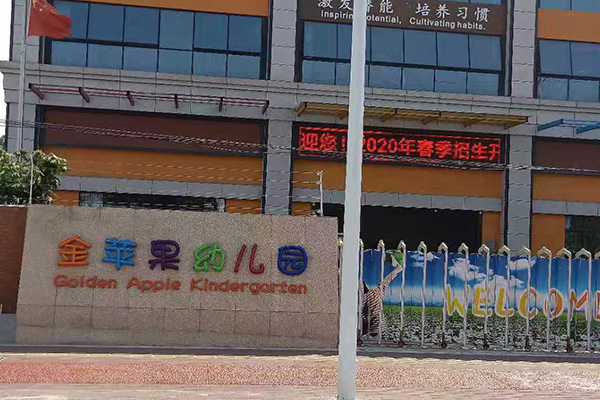 激发潜能 培养习惯
Inspiring Potential, Cultivating habits.
迎您!2020年春季招生开
金苹果幼儿园
Golden Apple Kindergarten
WELCOME